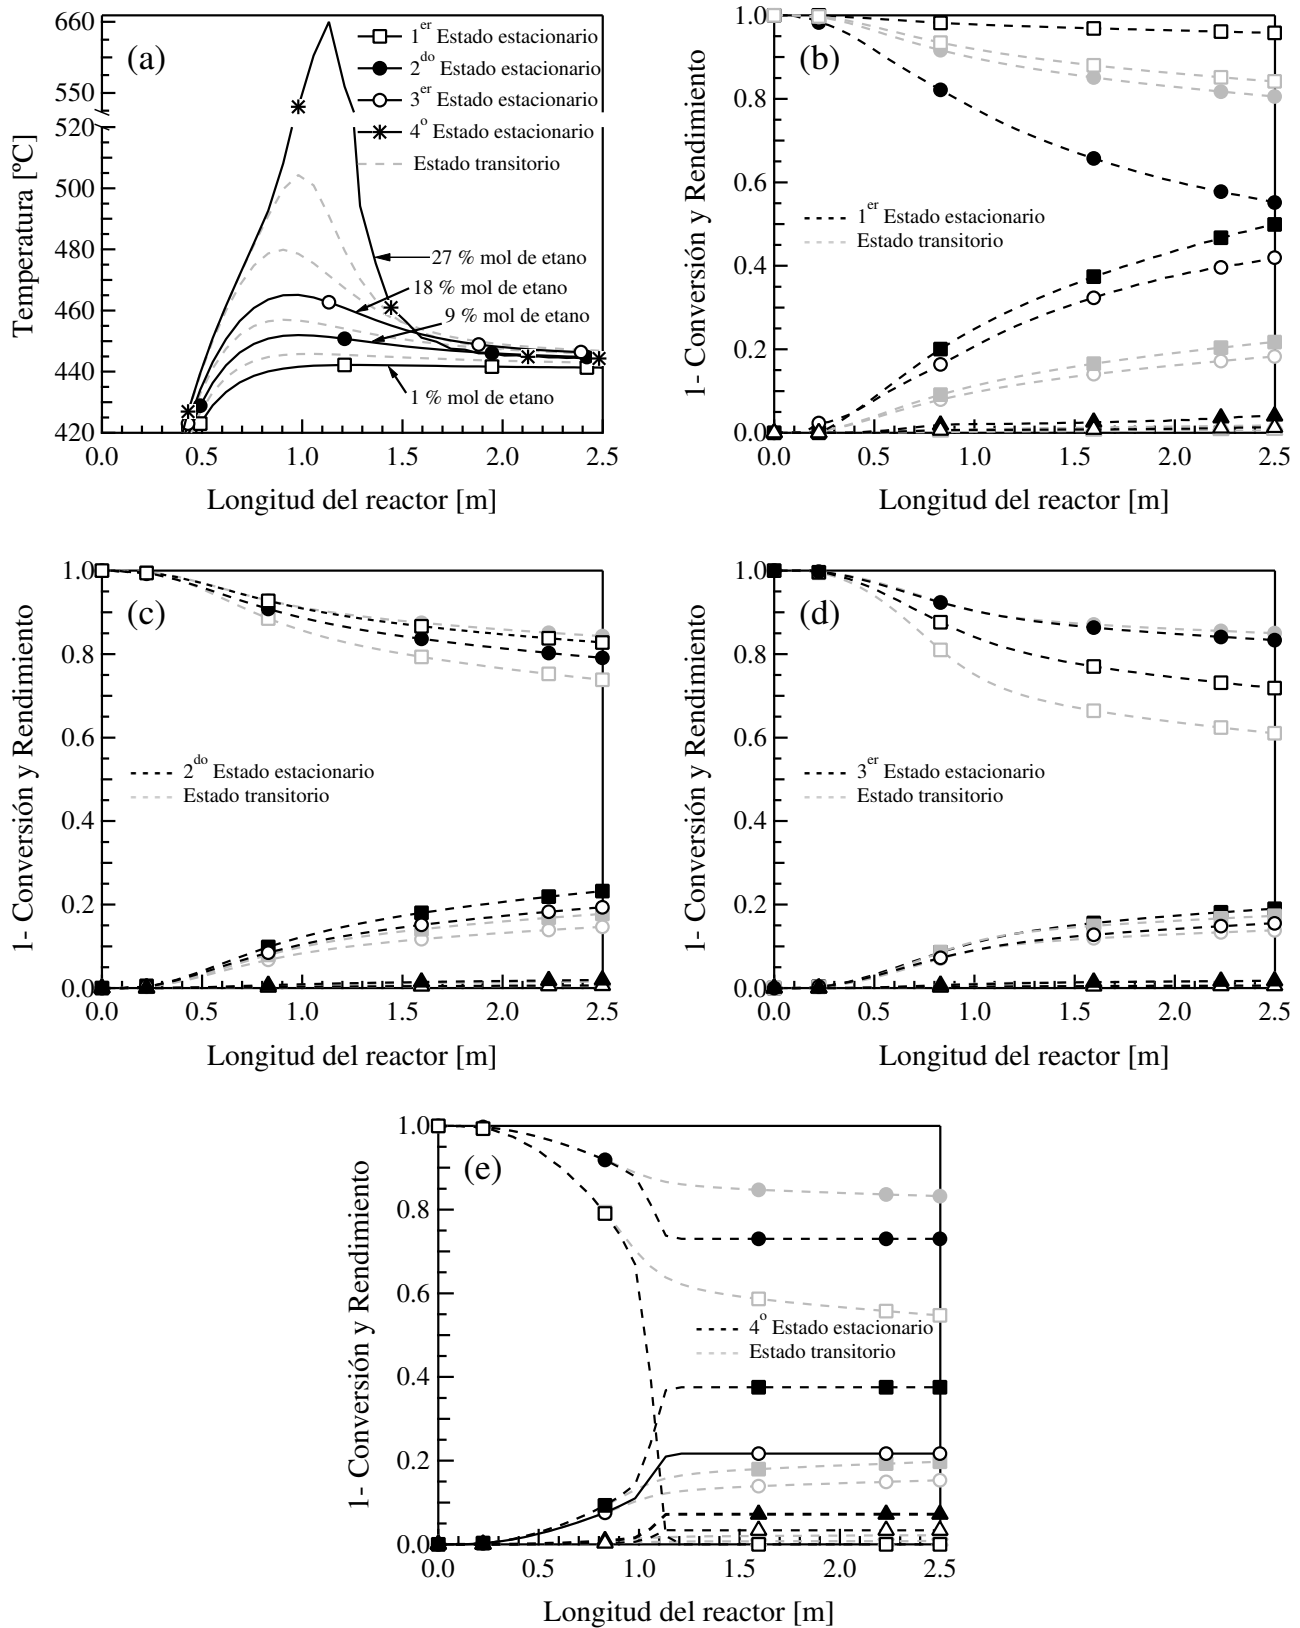 (a)
660
550
520
500
480
460
440
420
0.0 0.5 1.0 1.5 2.0 2.5
Temperatura [ºC]
Longitud del reactor [m]
1er Estado estacionario
2do Estado estacionario
3er Estado estacionario
4o Estado estacionario
Estado transitorio
27 % mol de etano
18 % mol de etano
9 % mol de etano
1 % mol de etano
(b)
1.0
0.8
0.6
0.4
0.2
0.0
0.0 0.5 1.0 1.5 2.0 2.5
1- Conversión y Rendimiento
Longitud del reactor [m]
1er Estado estacionario
Estado transitorio
(c)
1.0
0.8
0.6
0.4
0.2
0.0
0.0 0.5 1.0 1.5 2.0 2.5
1- Conversión y Rendimiento
Longitud del reactor [m]
2do Estado estacionario
Estado transitorio
(d)
1.0
0.8
0.6
0.4
0.2
0.0
0.0 0.5 1.0 1.5 2.0 2.5
1- Conversión y Rendimiento
Longitud del reactor [m]
3er Estado estacionario
Estado transitorio
(e)
1.0
0.8
0.6
0.4
0.2
0.0
0.0 0.5 1.0 1.5 2.0 2.5
1- Conversión y Rendimiento
Longitud del reactor [m]
4o Estado estacionario
Estado transitorio